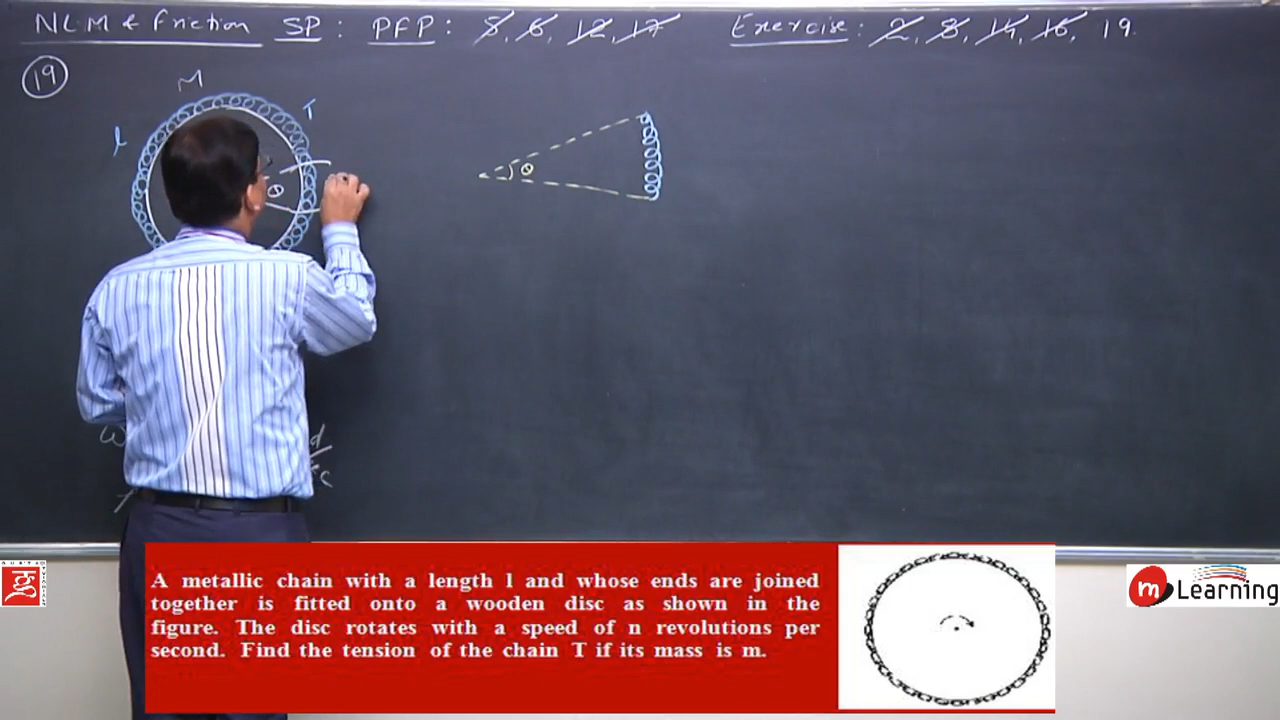 NLM & Friction SP : PFP : 5, 6, 12, 17 Exercise : 2, 8, 14, 16, 19
19
M
l
T
θ
θ
d
A metallic chain with a length l and whose ends are joined
together is fitted onto a wooden disc as shown in the
figure. The disc rotates with a speed of n revolutions per
second. Find the tension of the chain T if its mass is m.
m Learning